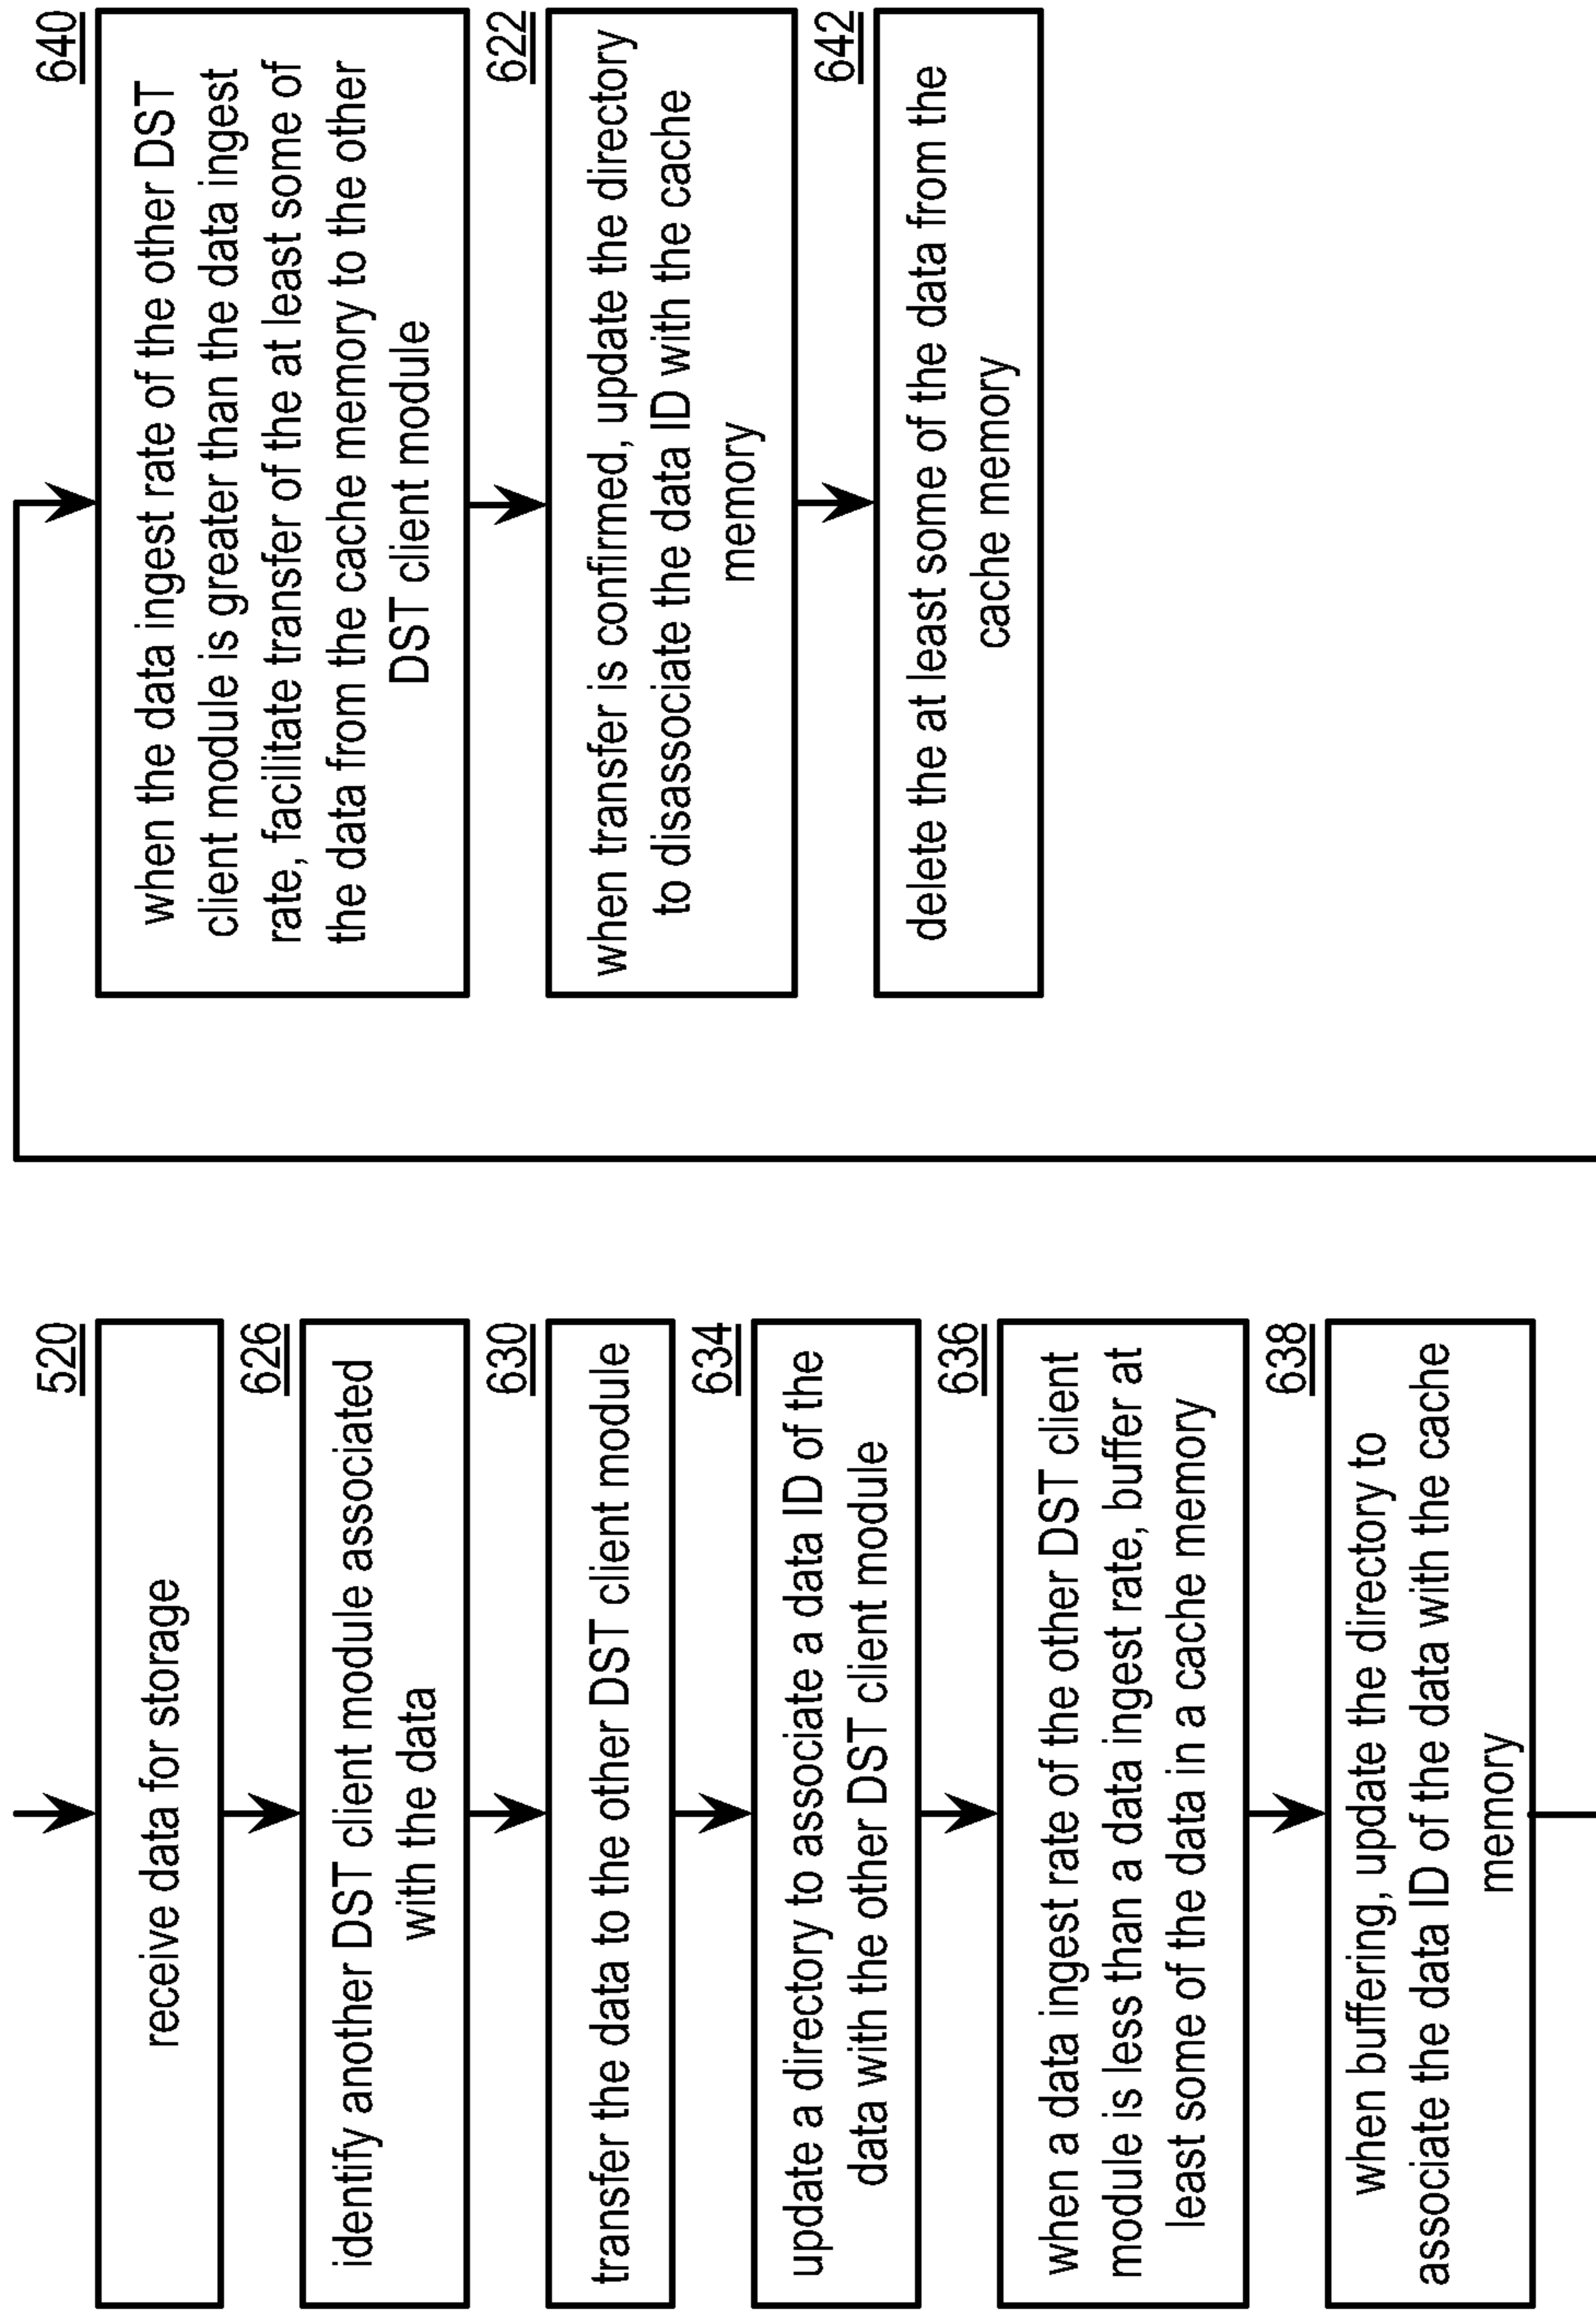 520
receive data for storage
626
identify another DST client module associated
with the data
630
transfer the data to the other DST client module
634
update a directory to associate a data ID of the
data with the other DST client module
636
when a data ingest rate of the other DST client
module is less than a data ingest rate, buffer at
least some of the data in a cache memory
638
when buffering, update the directory to
associate the data ID of the data with the cache
memory
640
when the data ingest rate of the other DST
client module is greater than the data ingest
rate, facilitate transfer of the at least some of
the data from the cache memory to the other
DST client module
622
when transfer is confirmed, update the directory
to disassociate the data ID with the cache
memory
642
delete the at least some of the data from the
cache memory